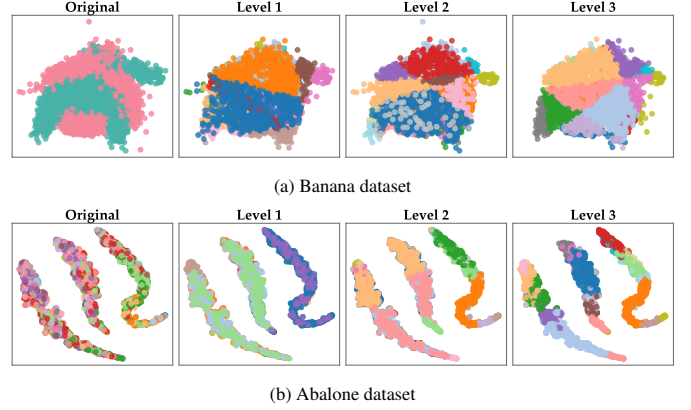 Original Level 1 Level 2 Level 3
(a) Banana dataset
Original Level 1 Level 2 Level 3
(b) Abalone dataset